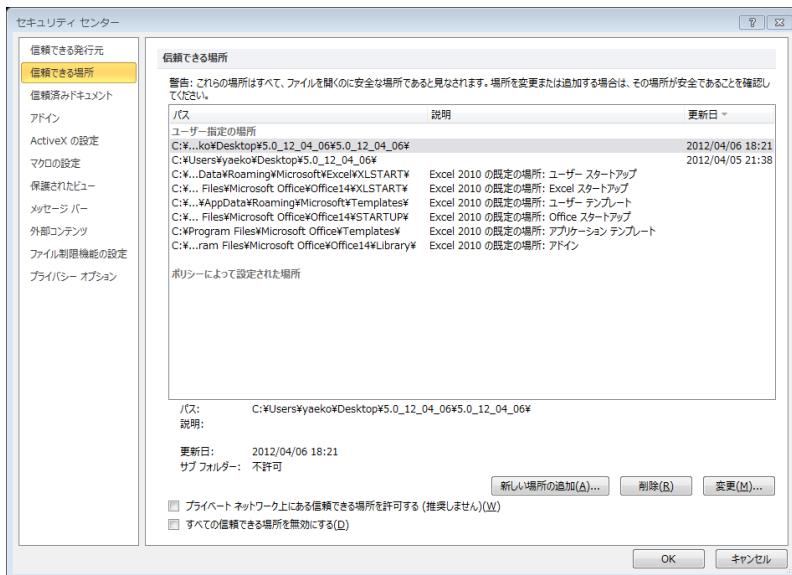 セキュリティ センター
信頼できる発行元
信頼できる場所
信頼済みドキュメント
アドイン
ActiveX の設定
マクロの設定
保護されたビュー
メッセージ バー
外部コンテンツ
ファイル制限機能の設定
プライバシー オプション
信頼できる場所
警告: これらの場所はすべて、ファイルを開くのに安全な場所であると見なされます。場所を変更または追加する場合は、その場所が安全であることを確認し
てください。
パス 説明 更新日
ユーザー指定の場所
C:¥...ko¥Desktop¥5.0_12_04_06¥5.0_12_04_06¥ 2012/04/06 18:21
C:¥Users¥yaeko¥Desktop¥5.0_12_04_06¥ 2012/04/05 21:38
C:¥...Data¥Roaming¥Microsoft¥Excel¥XLSTART¥ Excel 2010 の既定の場所: ユーザー スタートアップ
C:¥... Files¥Microsoft Office¥Office14¥XLSTART¥ Excel 2010 の既定の場所: Excel スタートアップ
C:¥...¥AppData¥Roaming¥Microsoft¥Templates¥ Excel 2010 の既定の場所: ユーザー テンプレート
C:¥... Files¥Microsoft Office¥Office14¥STARTUP¥ Excel 2010 の既定の場所: Office スタートアップ
C:¥Program Files¥Microsoft Office¥Templates¥ Excel 2010 の既定の場所: アプリケーション テンプレート
C:¥...ram Files¥Microsoft Office¥Office14¥Library¥ Excel 2010 の既定の場所: アドイン
ポリシーによって設定された場所
パス: C:¥Users¥yaeko¥Desktop¥5.0_12_04_06¥5.0_12_04_06¥
説明:
更新日: 2012/04/06 18:21
サブ フォルダー: 不許可
新しい場所の追加(A)... 削除(R) 変更(M)...
プライベート ネットワーク上にある信頼できる場所を許可する (推奨しません)(W)
すべての信頼できる場所を無効にする(D)
OK キャンセル